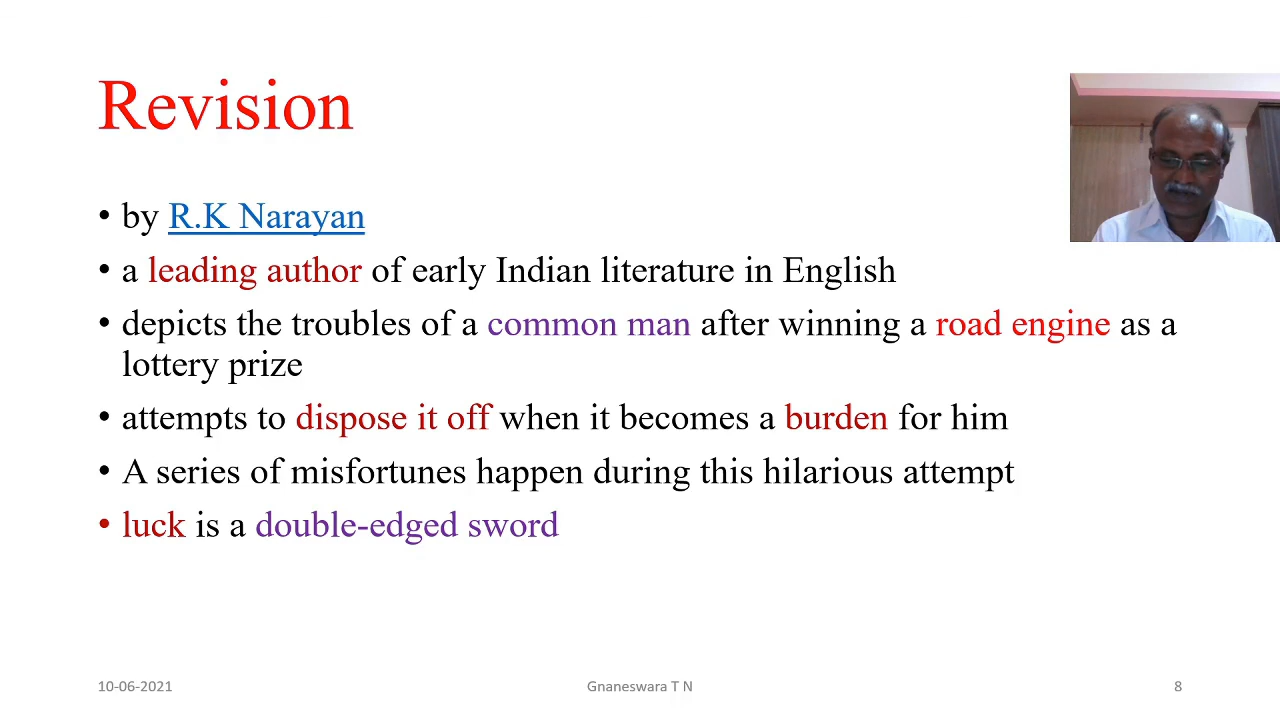 Revision
• by R.K Narayan
• a leading author of early Indian literature in English
• depicts the troubles of a common man after winning a road engine as a
lottery prize
• attempts to dispose it off when it becomes a burden for him
• A series of misfortunes happen during this hilarious attempt
• luck is a double-edged sword
10-06-2021
Gnaneswara T N
8